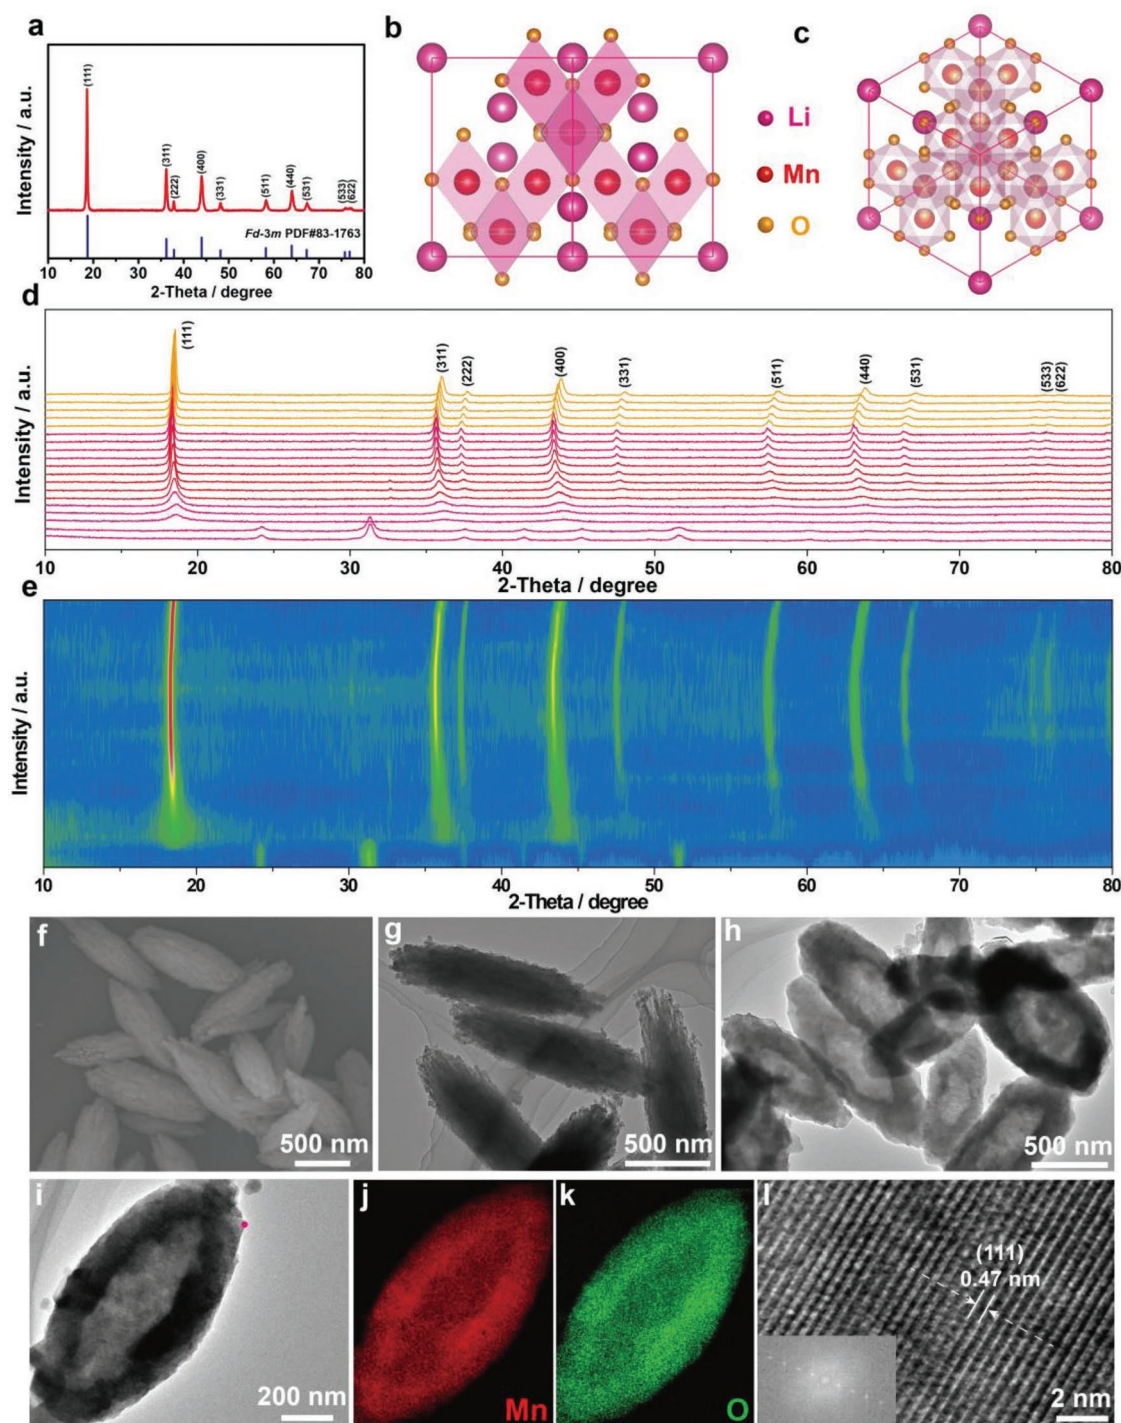 a
b
c
Intensity / a.u.
(111)
(311)
(222)
(400)
(331)
(511)
(440)
(531)
(533)
(622)
Fd-3m PDF#83-1763
10 20 30 40 50 60 70 80
2-Theta / degree
Li
Mn
O
d
Intensity / a.u.
(111)
(311)
(222)
(400)
(331)
(511)
(440)
(531)
(533)
(622)
10 20 30 40 50 60 70 80
2-Theta / degree
e
Intensity / a.u.
10 20 30 40 50 60 70 80
2-Theta / degree
f
500 nm
g
500 nm
h
500 nm
i
200 nm
j
Mn
k
O
l
(111)
0.47 nm
2 nm